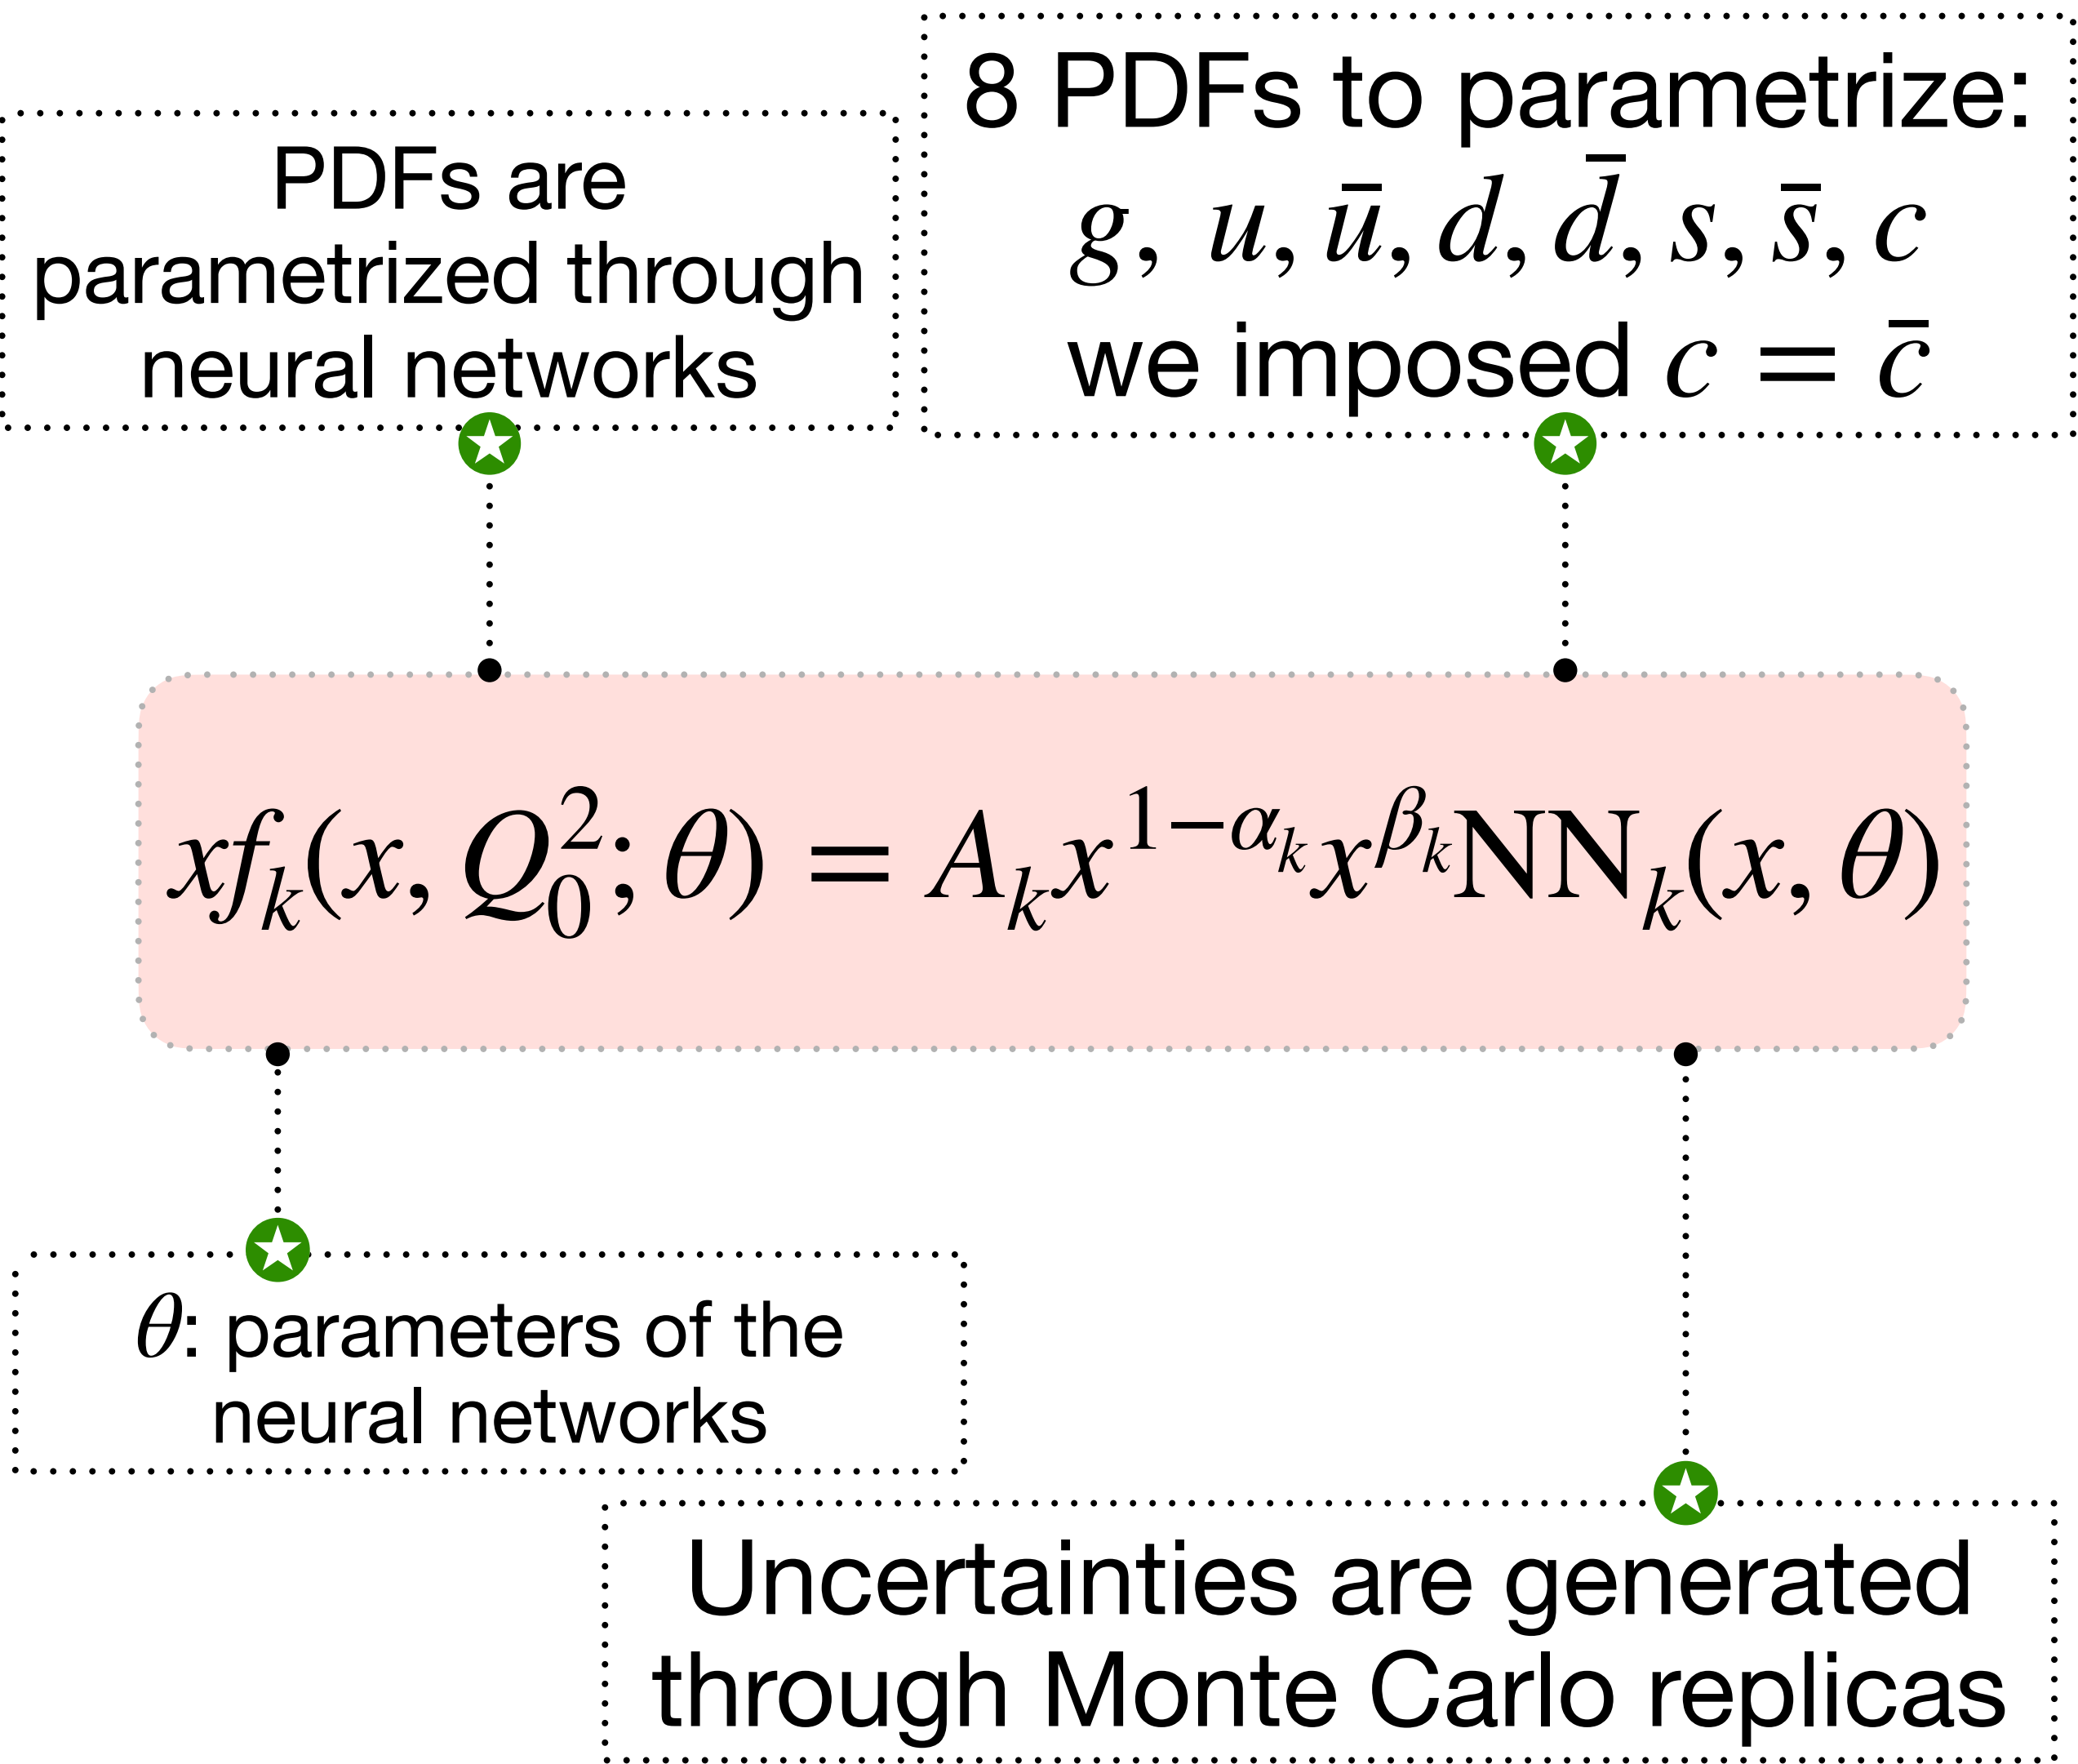 PDFs are
parametrized through
neural networks
8 PDFs to parametrize:
g, u, ū, d, d̄, s, s̄, c
we imposed c = c̄
xf_k(x, Q_0^2; θ) = A_k x^{1−α_k} x^{β_k} NN_k(x, θ)
θ: parameters of the
neural networks
Uncertainties are generated
through Monte Carlo replicas